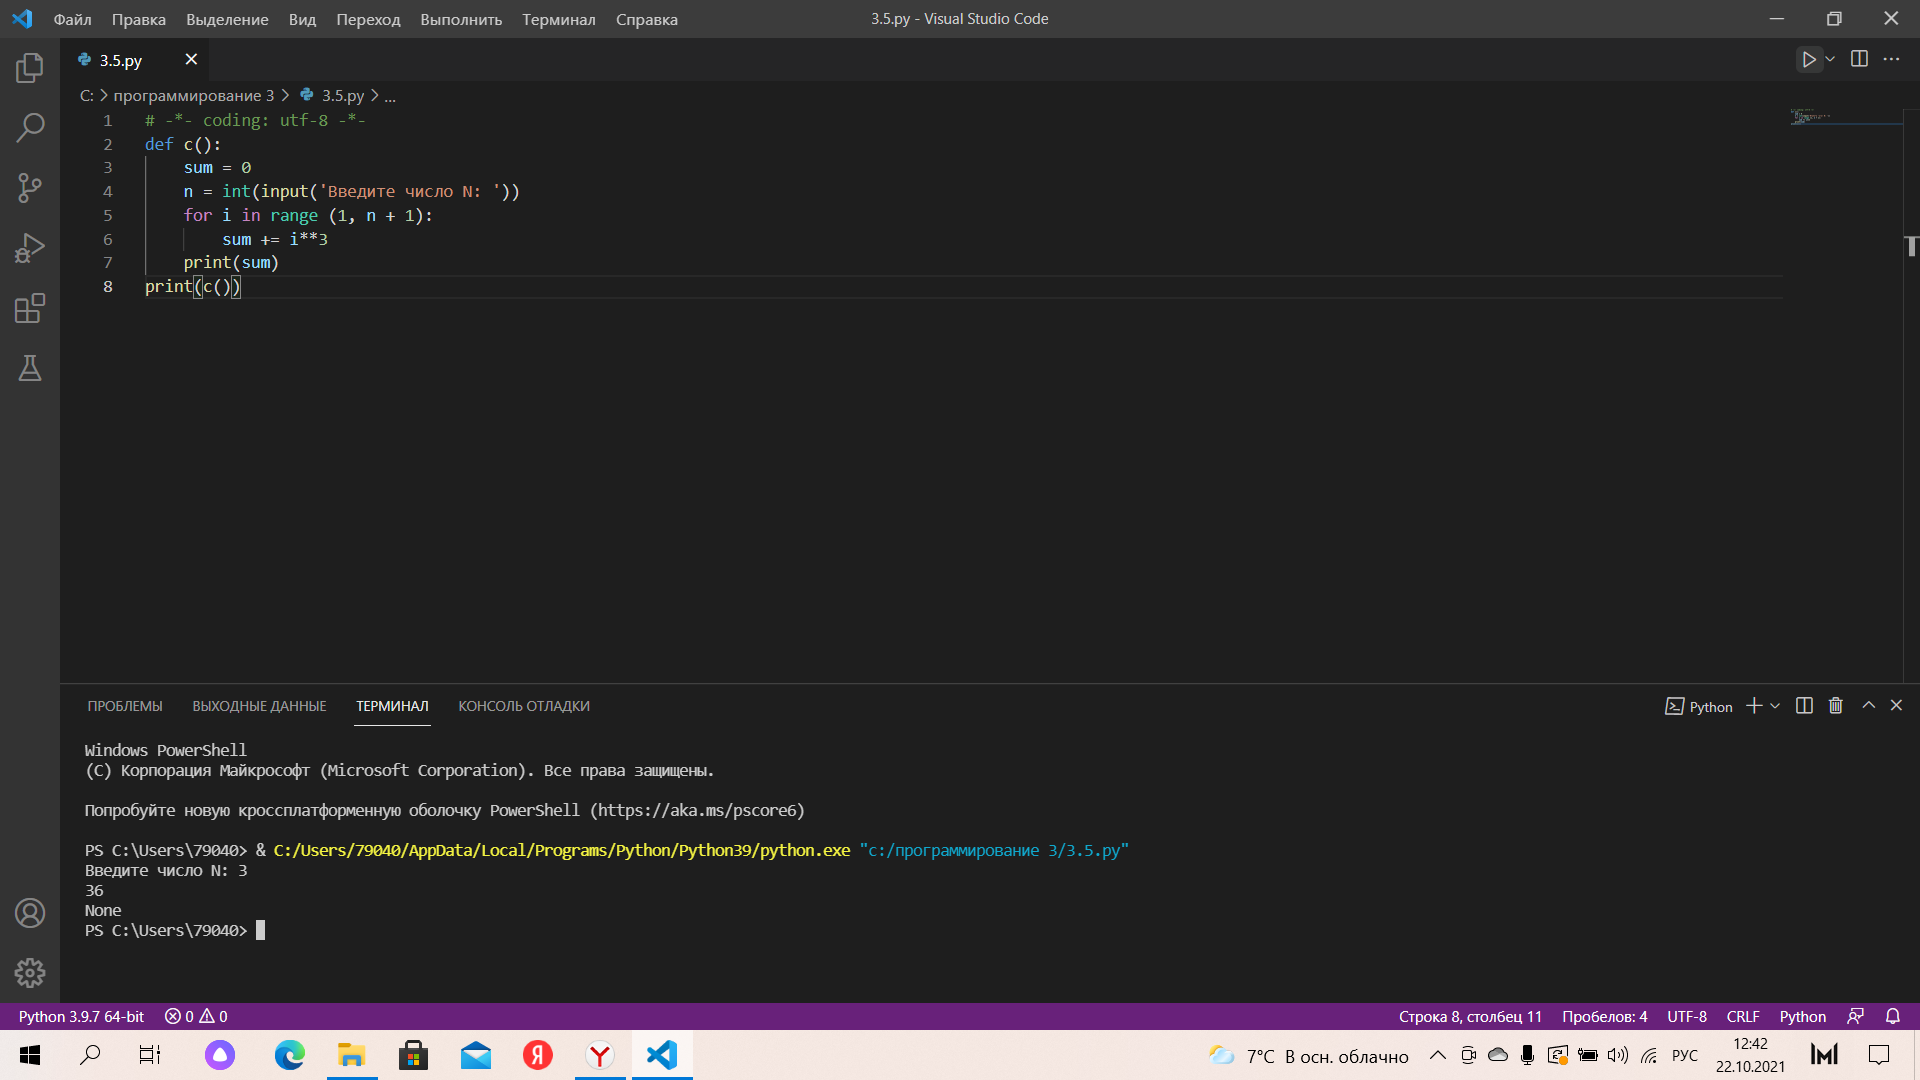 Файл Правка Выделение Вид Переход Выполнить Терминал Справка 3.5.py - Visual Studio Code
3.5.py
C: > программирование 3 > 3.5.py > ...
1 # -*- coding: utf-8 -*-
2 def c():
3 sum = 0
4 n = int(input('Введите число N: '))
5 for i in range (1, n + 1):
6 sum += i**3
7 print(sum)
8 print(c())
ПРОБЛЕМЫ ВЫХОДНЫЕ ДАННЫЕ ТЕРМИНАЛ КОНСОЛЬ ОТЛАДКИ Python
Windows PowerShell
(C) Корпорация Майкрософт (Microsoft Corporation). Все права защищены.
Попробуйте новую кроссплатформенную оболочку PowerShell (https://aka.ms/pscore6)
PS C:\Users\79040> & C:/Users/79040/AppData/Local/Programs/Python/Python39/python.exe "c:/программирование 3/3.5.py"
Введите число N: 3
36
None
PS C:\Users\79040>
Python 3.9.7 64-bit 0 0 Строка 8, столбец 11 Пробелов: 4 UTF-8 CRLF Python
7°C В осн. облачно РУС 12:42
22.10.2021